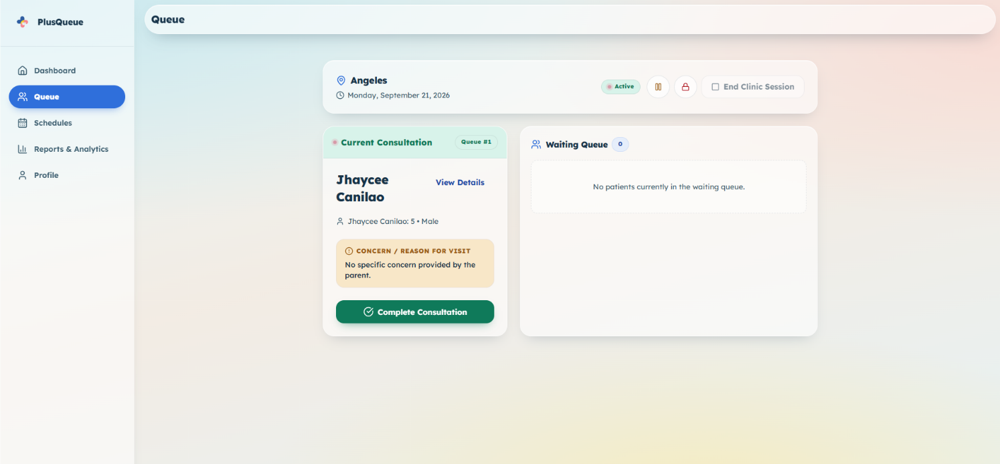 PlusQueue
Dashboard
Queue
Schedules
Reports & Analytics
Profile
Queue
Angeles
Monday, September 21, 2026
Active
End Clinic Session
Current Consultation
Queue #1
Jhaycee
Canilao
View Details
Jhaycee Canilao: 5 • Male
CONCERN / REASON FOR VISIT
No specific concern provided by the
parent.
Complete Consultation
Waiting Queue 0
No patients currently in the waiting queue.